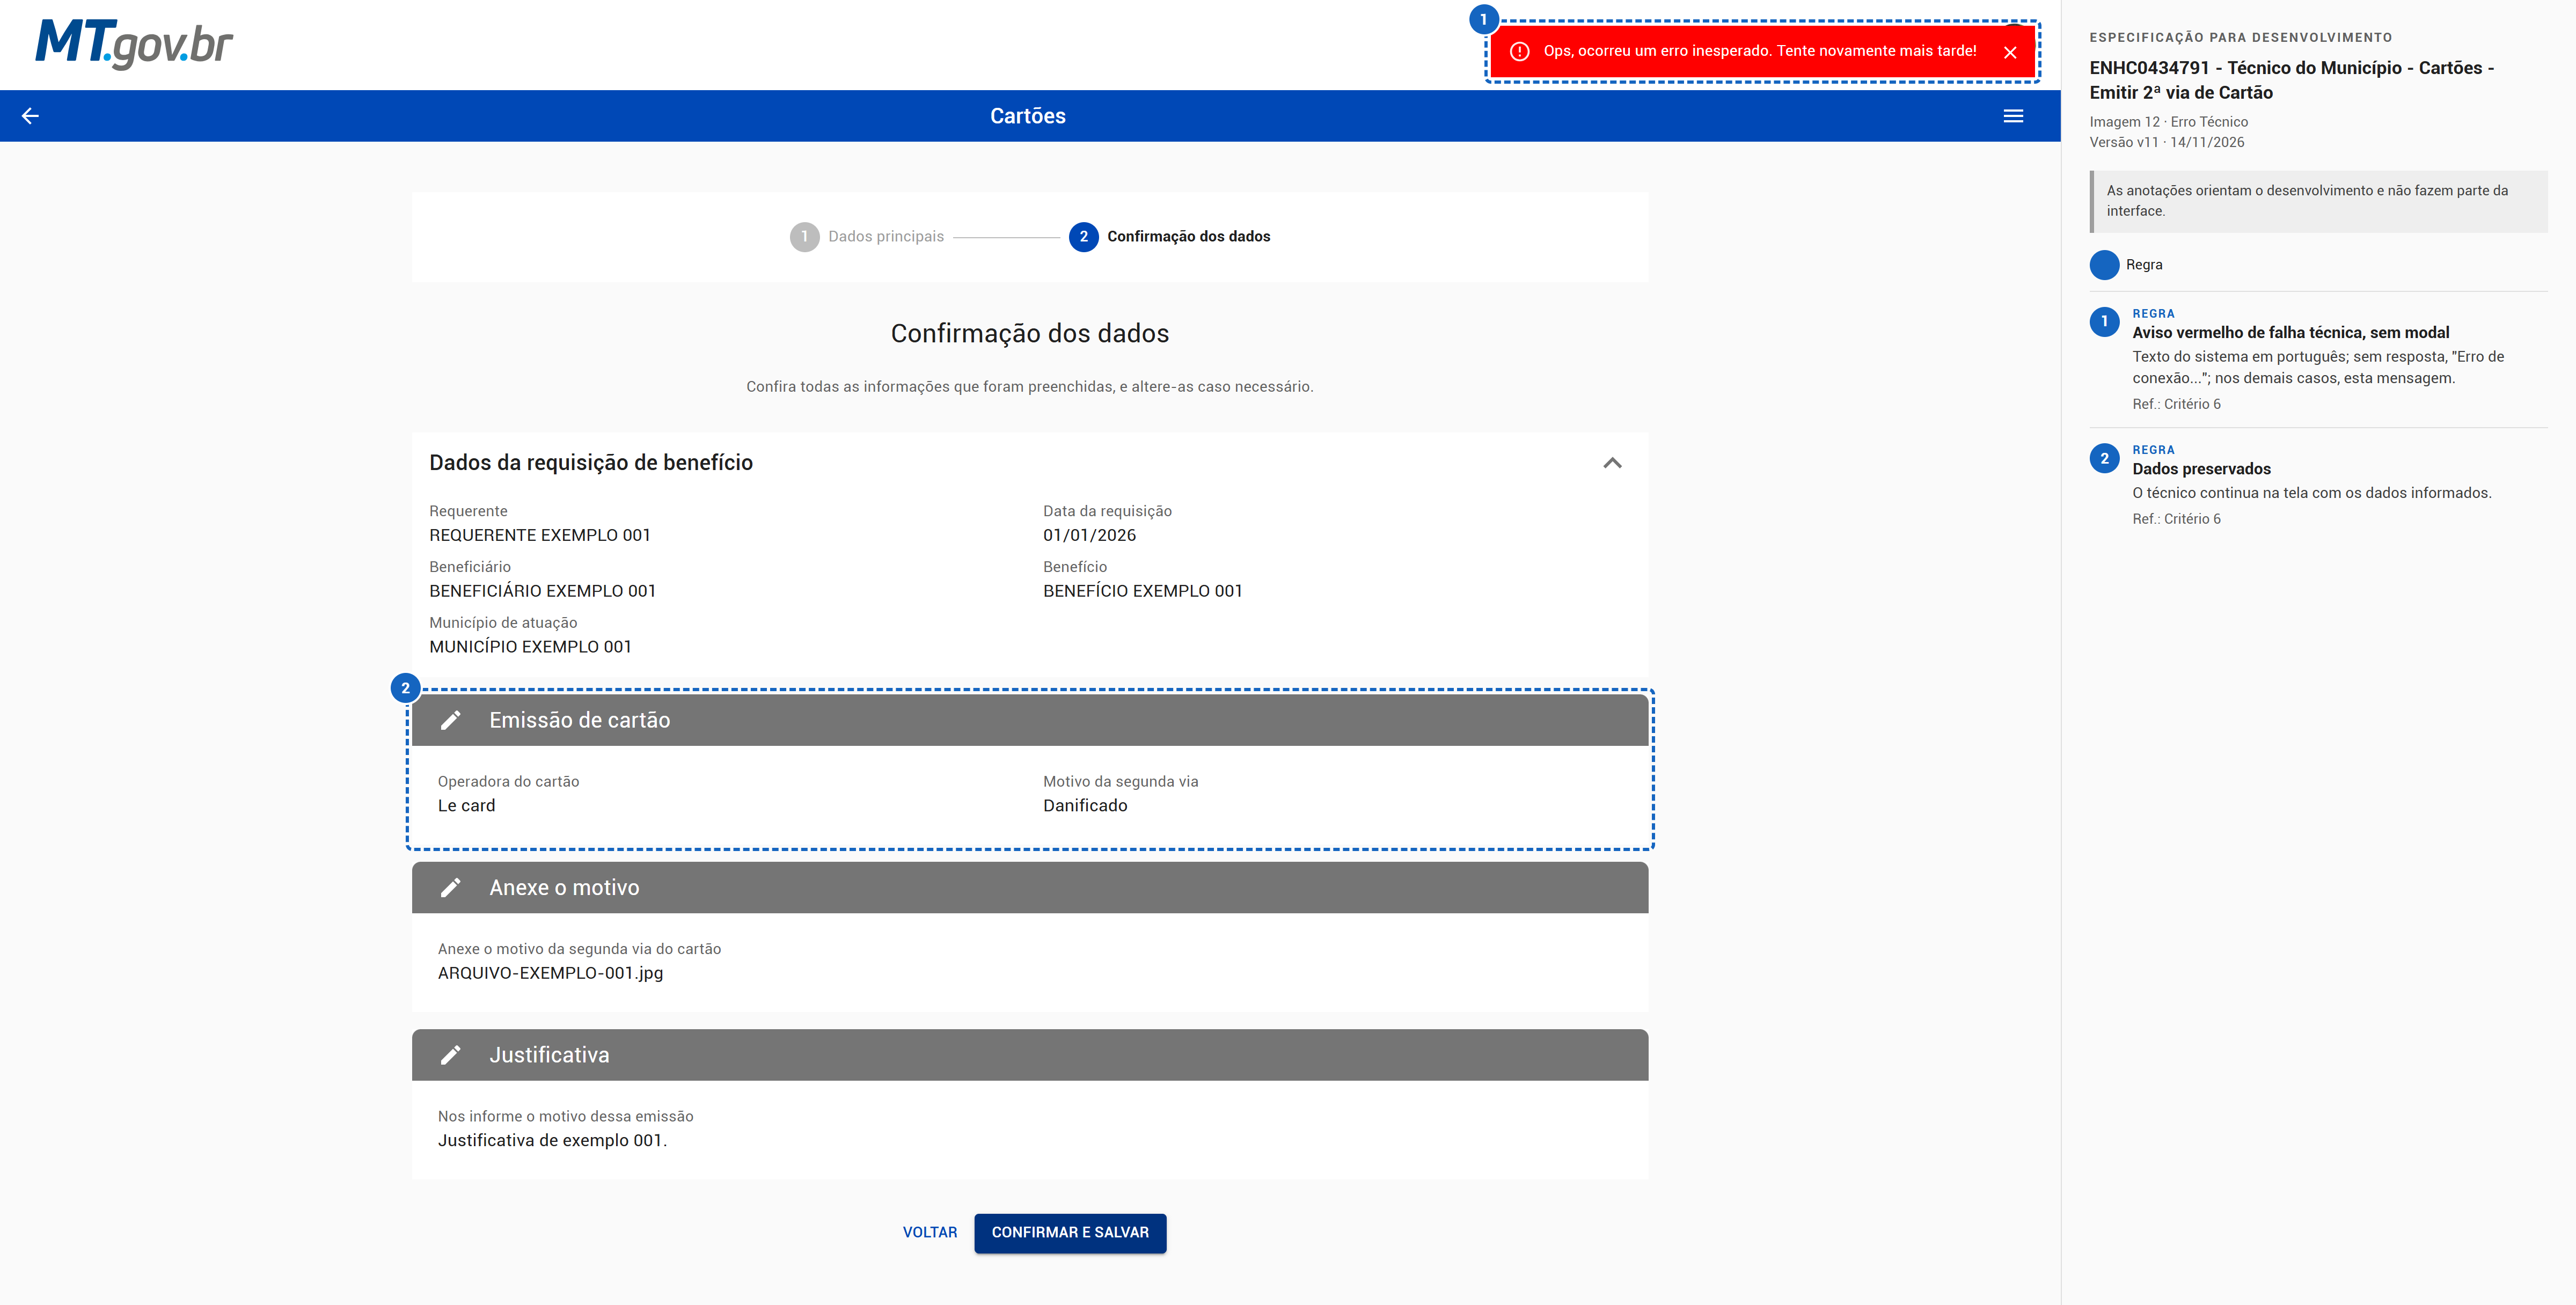 MT.gov.br
1
Ops, ocorreu um erro inesperado. Tente novamente mais tarde!
Cartões
1 Dados principais
2 Confirmação dos dados
Confirmação dos dados
Confira todas as informações que foram preenchidas, e altere-as caso necessário.
Dados da requisição de benefício
Requerente
REQUERENTE EXEMPLO 001
Data da requisição
01/01/2026
Beneficiário
BENEFICIÁRIO EXEMPLO 001
Benefício
BENEFÍCIO EXEMPLO 001
Município de atuação
MUNICÍPIO EXEMPLO 001
2
Emissão de cartão
Operadora do cartão
Le card
Motivo da segunda via
Danificado
Anexe o motivo
Anexe o motivo da segunda via do cartão
ARQUIVO-EXEMPLO-001.jpg
Justificativa
Nos informe o motivo dessa emissão
Justificativa de exemplo 001.
VOLTAR
CONFIRMAR E SALVAR
ESPECIFICAÇÃO PARA DESENVOLVIMENTO
ENHC0434791 - Técnico do Município - Cartões -
Emitir 2ª via de Cartão
Imagem 12 · Erro Técnico
Versão v11 · 14/11/2026
As anotações orientam o desenvolvimento e não fazem parte da
interface.
Regra
1
REGRA
Aviso vermelho de falha técnica, sem modal
Texto do sistema em português; sem resposta, "Erro de
conexão..."; nos demais casos, esta mensagem.
Ref.: Critério 6
2
REGRA
Dados preservados
O técnico continua na tela com os dados informados.
Ref.: Critério 6